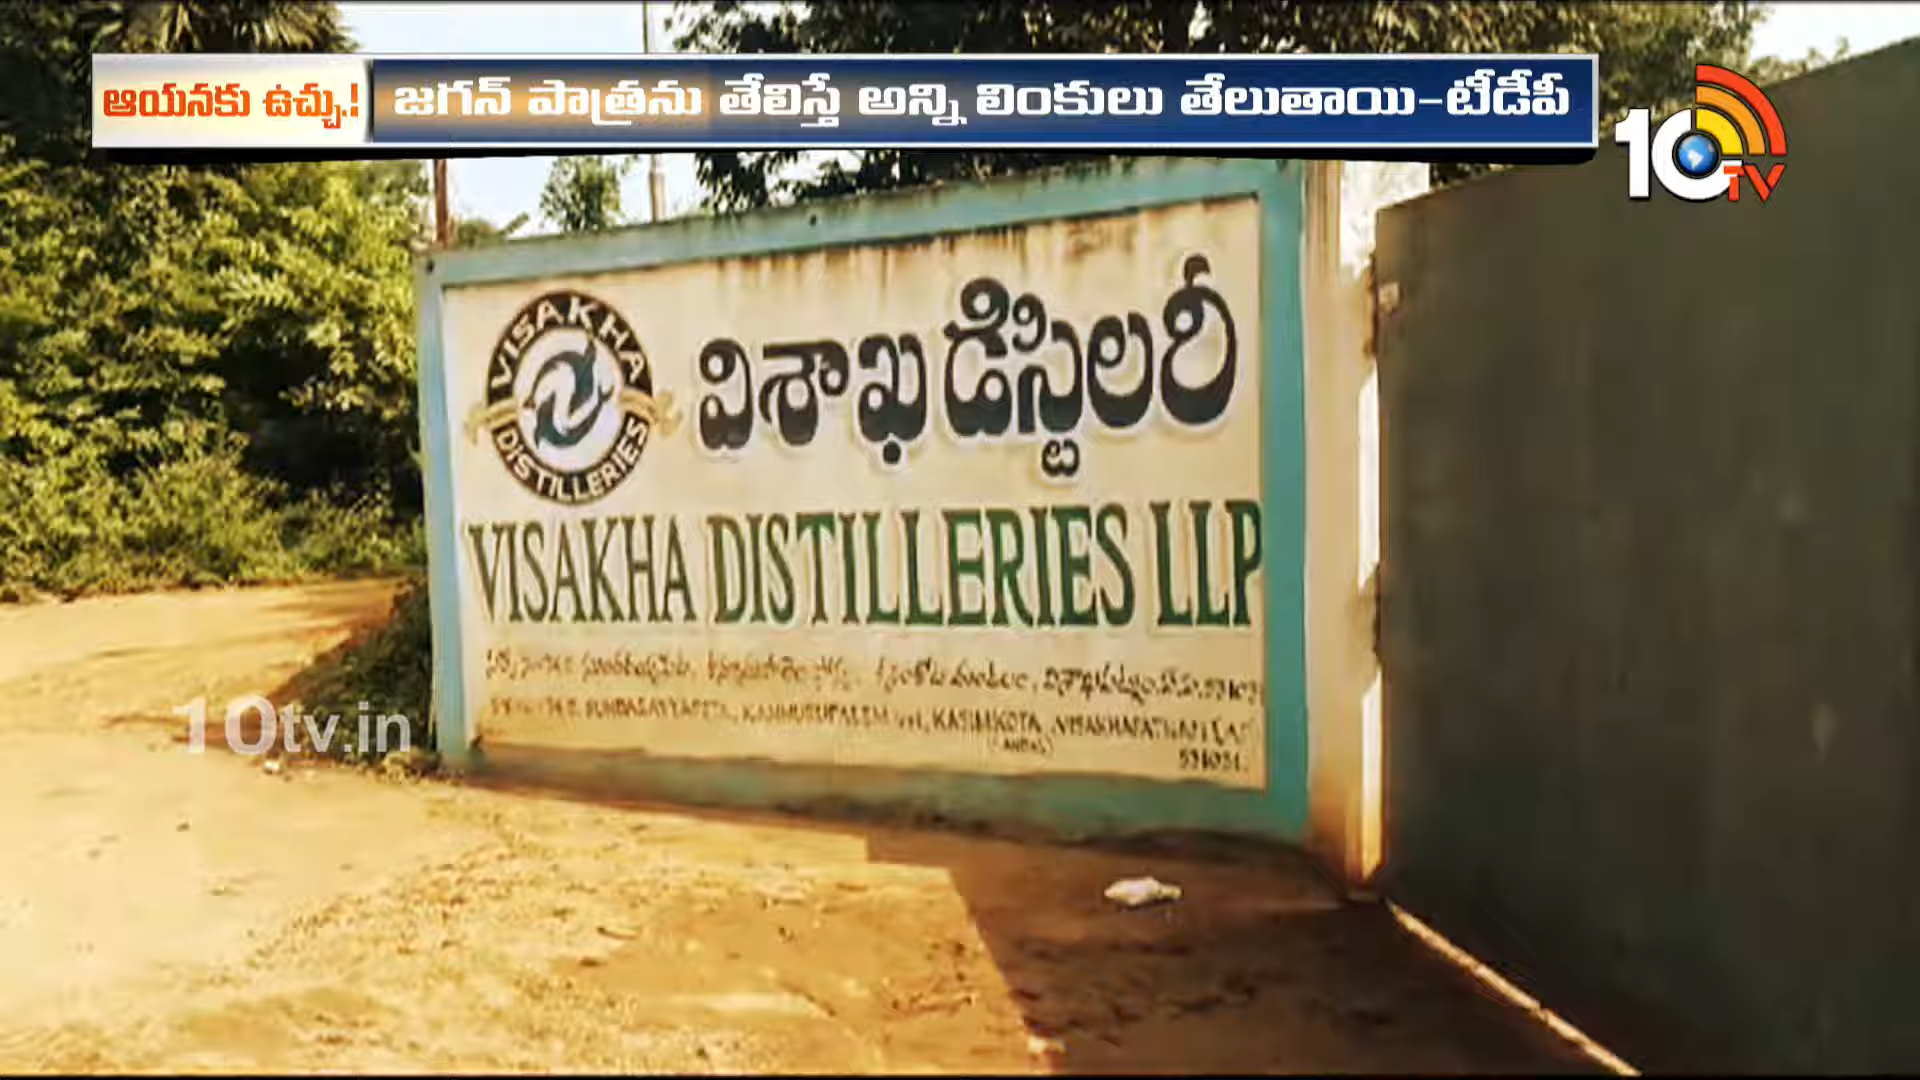 ఆయనకు ఉచ్చు.! జగన్ పాత్రను తేలిస్తే అన్ని లింకులు తేలుతాయి-టీడీపీ
10TV
VISAKHA DISTILLERIES
విశాఖ డిస్టిలరీ
VISAKHA DISTILLERIES LLP
KASIMKOTA
531031.
10tv.in